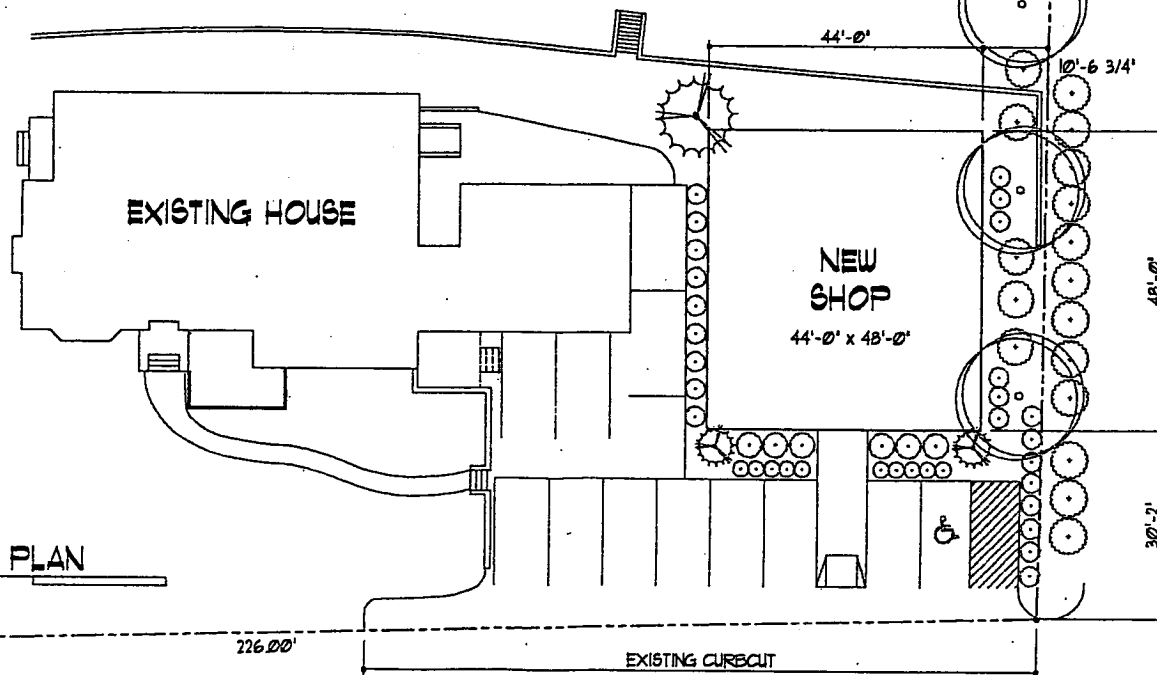 44'-0"
10'-6 3/4"
EXISTING HOUSE
NEW
SHOP
44'-0" x 48'-0"
48'-0"
30'-2"
PLAN
226.00'
EXISTING CURBCUT